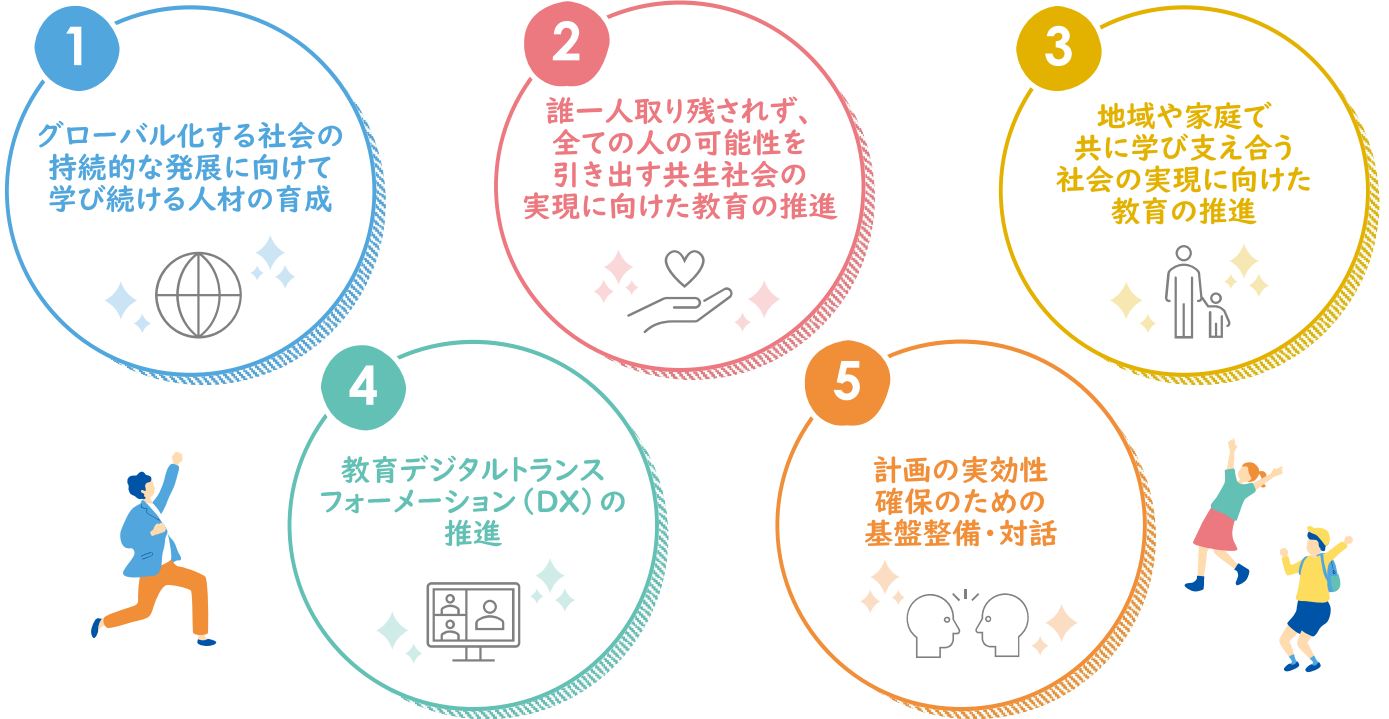 1
グローバル化する社会の
持続的な発展に向けて
学び続ける人材の育成
2
誰一人取り残されず、
全ての人の可能性を
引き出す共生社会の
実現に向けた教育の推進
3
地域や家庭で
共に学び支え合う
社会の実現に向けた
教育の推進
4
教育デジタルトランス
フォーメーション（DX）の
推進
5
計画の実効性
確保のための
基盤整備・対話